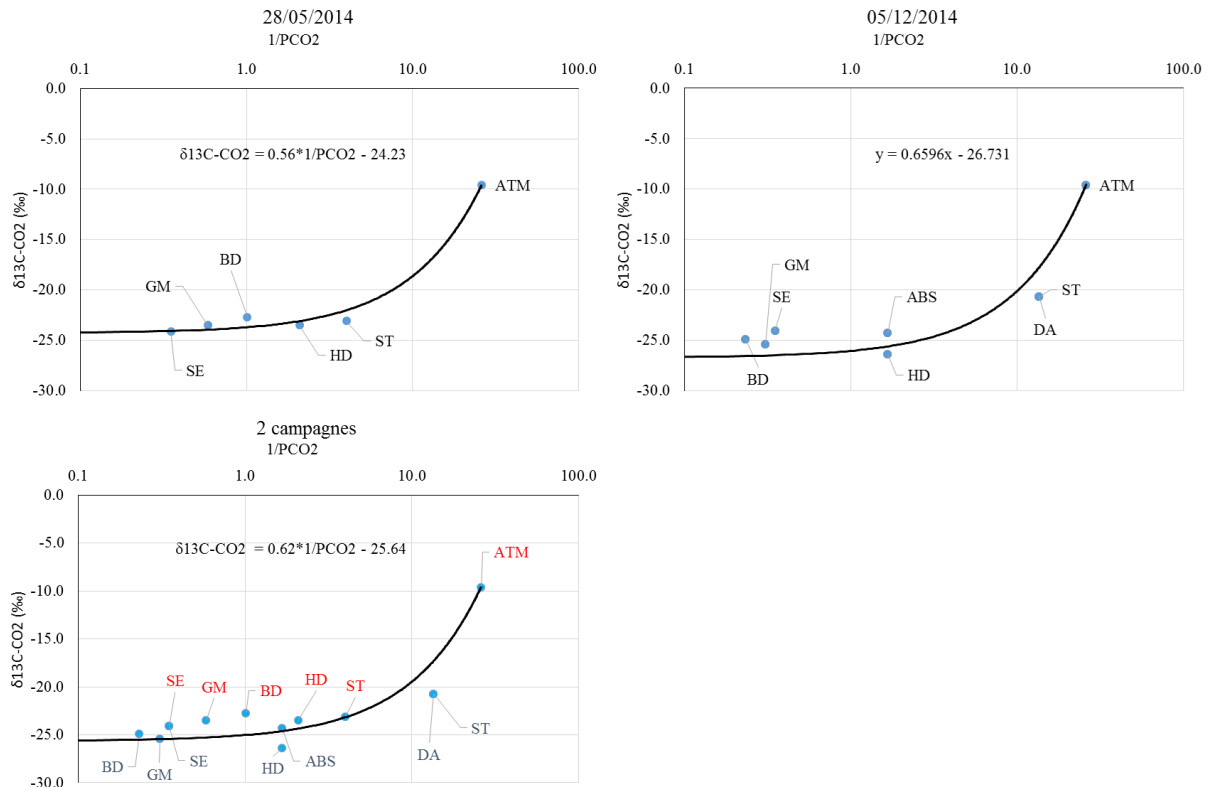 28/05/2014
1/PCO2
0.1 1.0 10.0 100.0
0.0
-5.0
δ13C-CO2 = 0.56*1/PCO2 - 24.23
-10.0
ATM
-15.0
δ13C-CO2 (‰)
BD
-20.0
GM
-25.0
HD
ST
SE
-30.0
05/12/2014
1/PCO2
0.1 1.0 10.0 100.0
0.0
-5.0
y = 0.6596x - 26.731
-10.0
ATM
-15.0
δ13C-CO2 (‰)
GM
-20.0
SE
ABS
ST
DA
-25.0
BD
HD
-30.0
2 campagnes
1/PCO2
0.1 1.0 10.0 100.0
0.0
-5.0
δ13C-CO2 = 0.62*1/PCO2 - 25.64
ATM
-10.0
-15.0
δ13C-CO2 (‰)
-20.0
SE
GM
BD
HD
ST
ST
-25.0
BD
GM
SE
HD
ABS
DA
-30.0